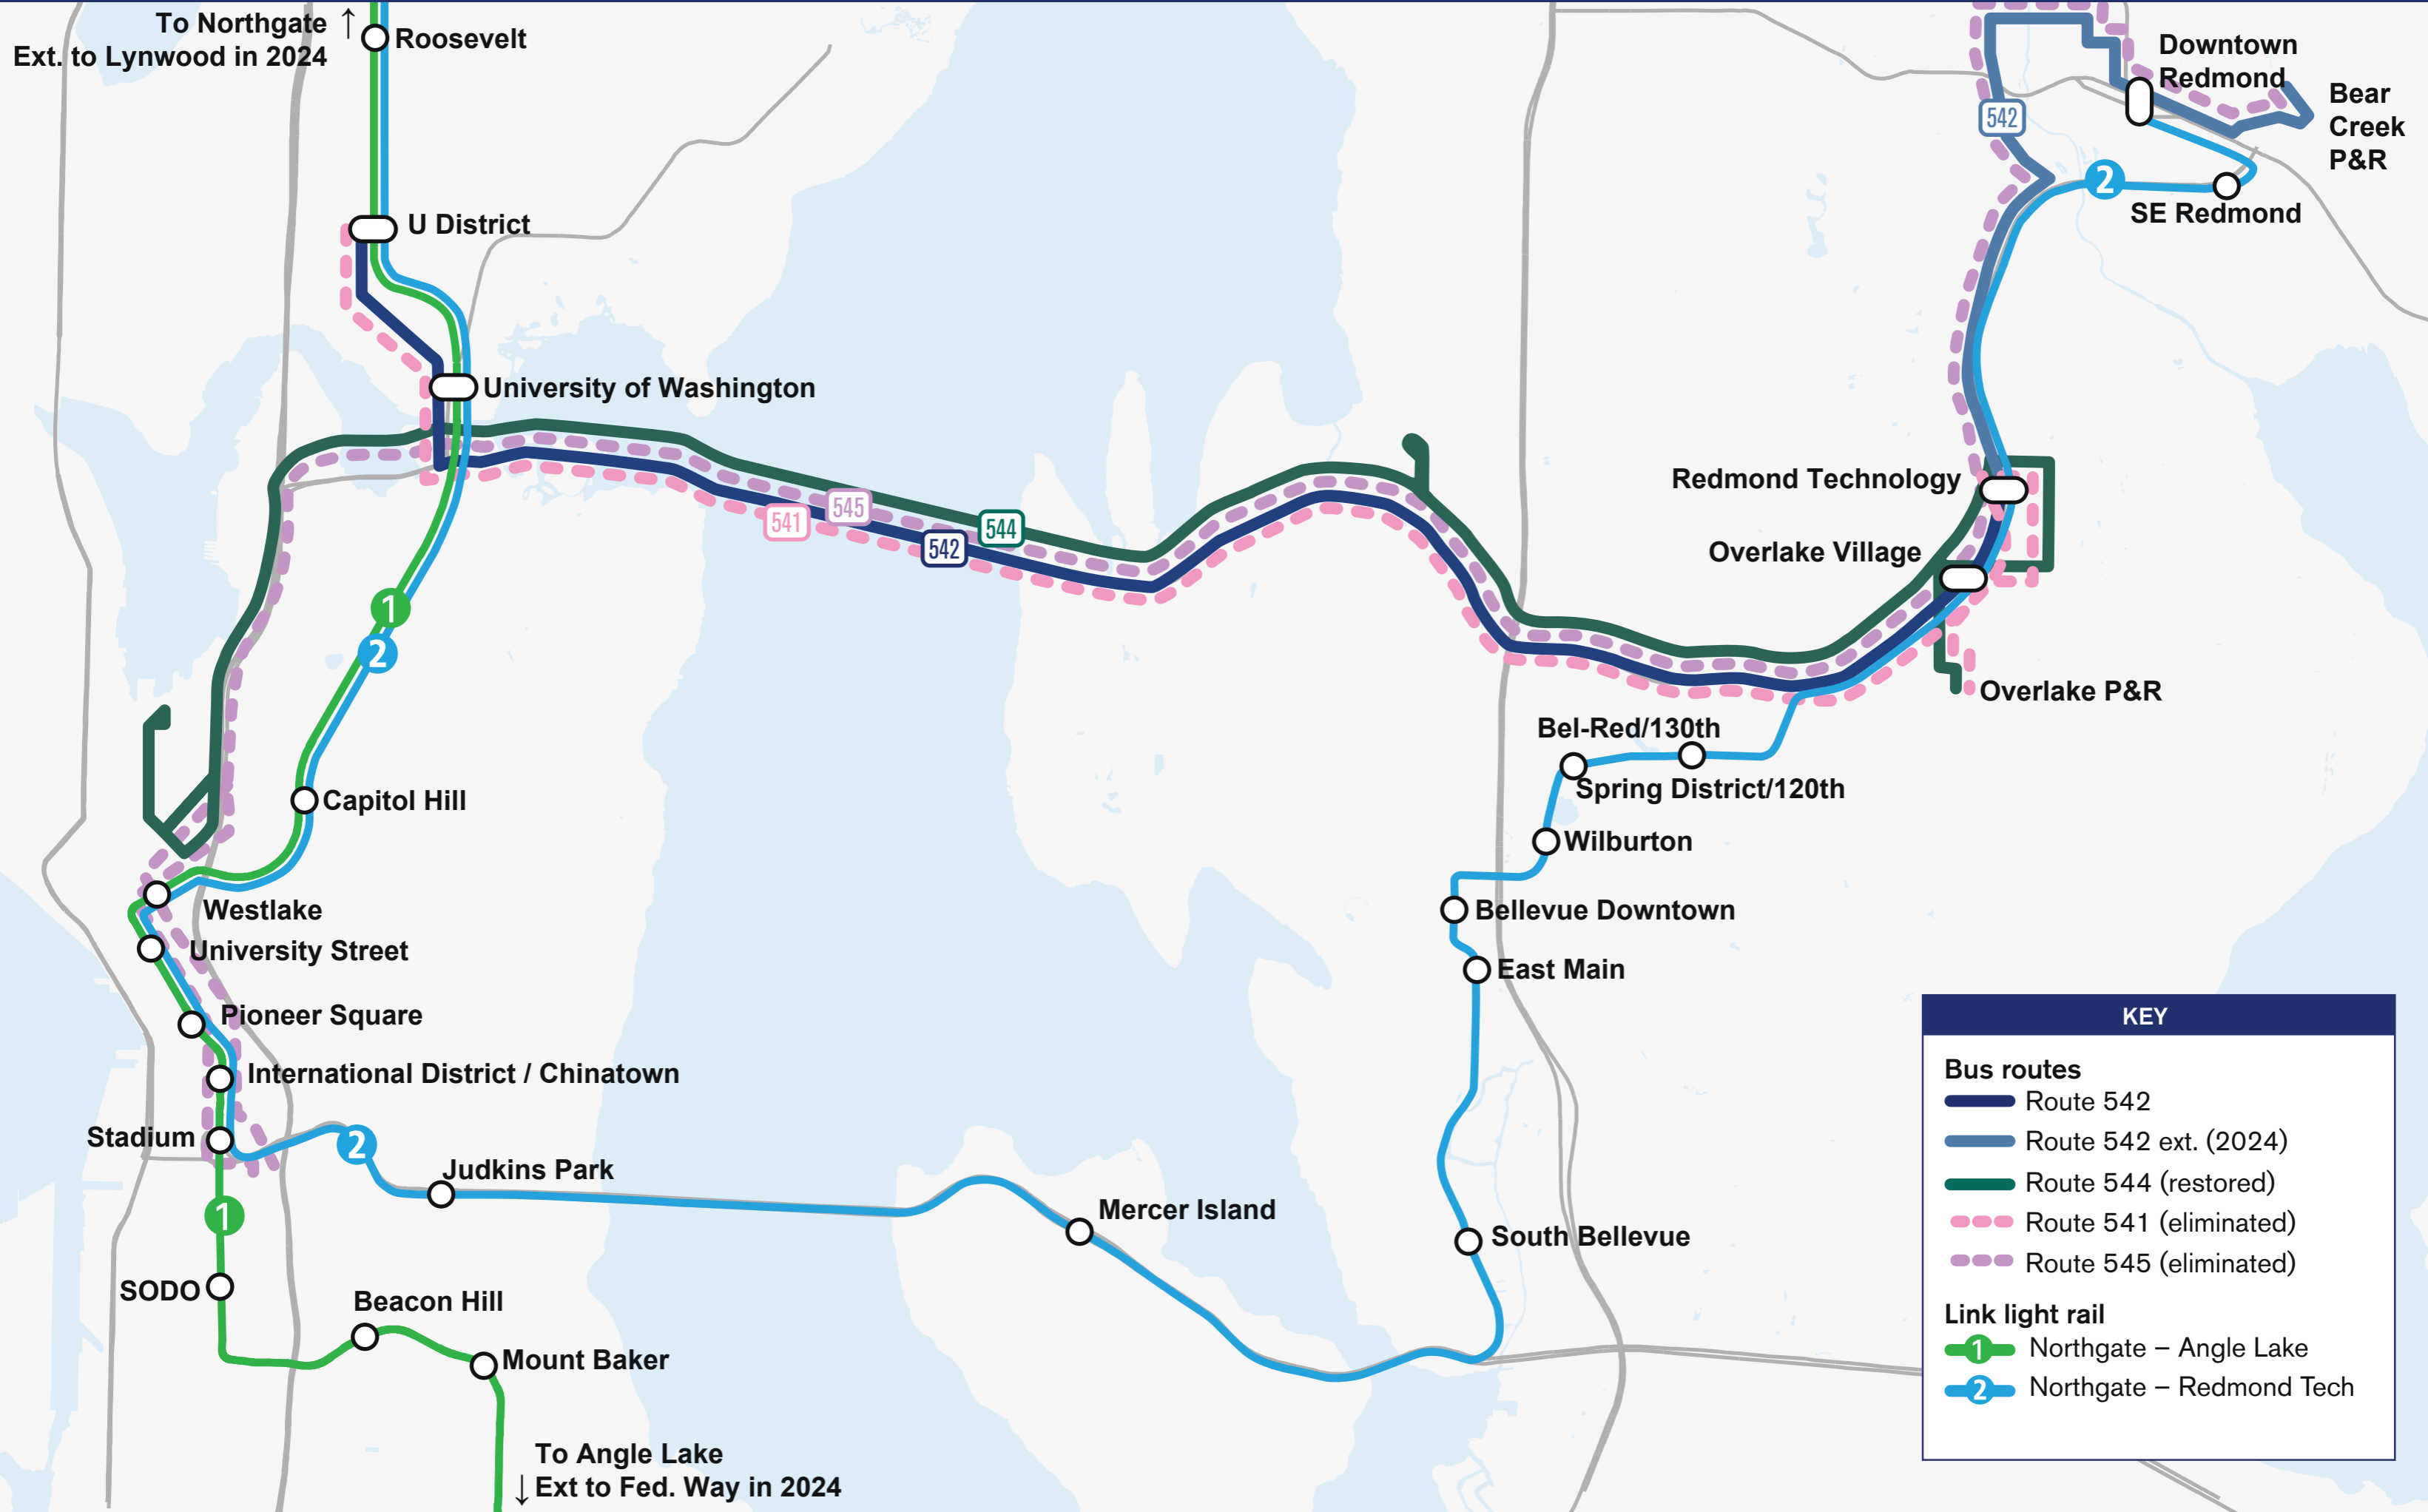 To Northgate ↑
Ext. to Lynwood in 2024
Roosevelt
Downtown
Redmond
Bear
Creek
P&R
542
2
SE Redmond
U District
University of Washington
Redmond Technology
545
541
544
542
Overlake Village
1
2
Overlake P&R
Bel-Red/130th
Spring District/120th
Capitol Hill
Wilburton
Westlake
Bellevue Downtown
University Street
East Main
Pioneer Square
International District / Chinatown
Stadium
2
Judkins Park
1
Mercer Island
South Bellevue
SODO
Beacon Hill
Mount Baker
To Angle Lake
↓ Ext to Fed. Way in 2024
KEY
Bus routes
Route 542
Route 542 ext. (2024)
Route 544 (restored)
Route 541 (eliminated)
Route 545 (eliminated)
Link light rail
1 Northgate – Angle Lake
2 Northgate – Redmond Tech